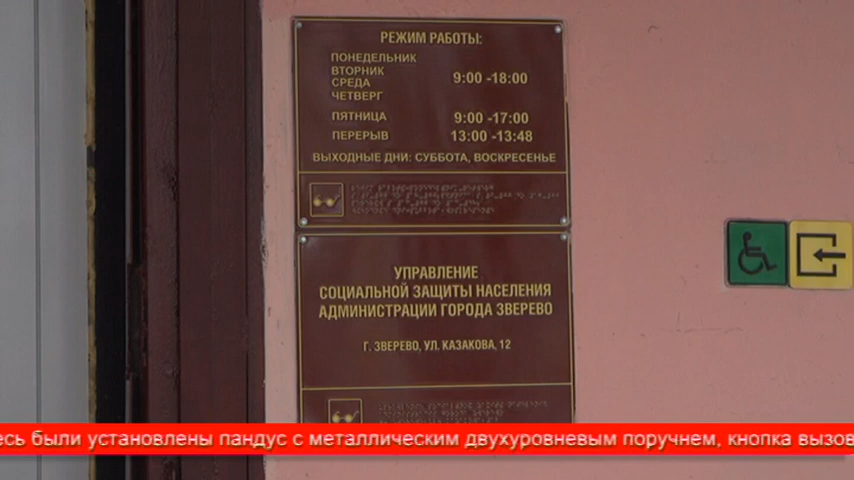 РЕЖИМ РАБОТЫ:
ПОНЕДЕЛЬНИК
ВТОРНИК
СРЕДА
ЧЕТВЕРГ
9:00 -18:00
ПЯТНИЦА 9:00 -17:00
ПЕРЕРЫВ 13:00 -13:48
ВЫХОДНЫЕ ДНИ: СУББОТА, ВОСКРЕСЕНЬЕ
УПРАВЛЕНИЕ
СОЦИАЛЬНОЙ ЗАЩИТЫ НАСЕЛЕНИЯ
АДМИНИСТРАЦИИ ГОРОДА ЗВЕРЕВО
Г. ЗВЕРЕВО, УЛ. КАЗАКОВА, 12
были установлены пандус с металлическим двухуровневым поручнем, кнопка